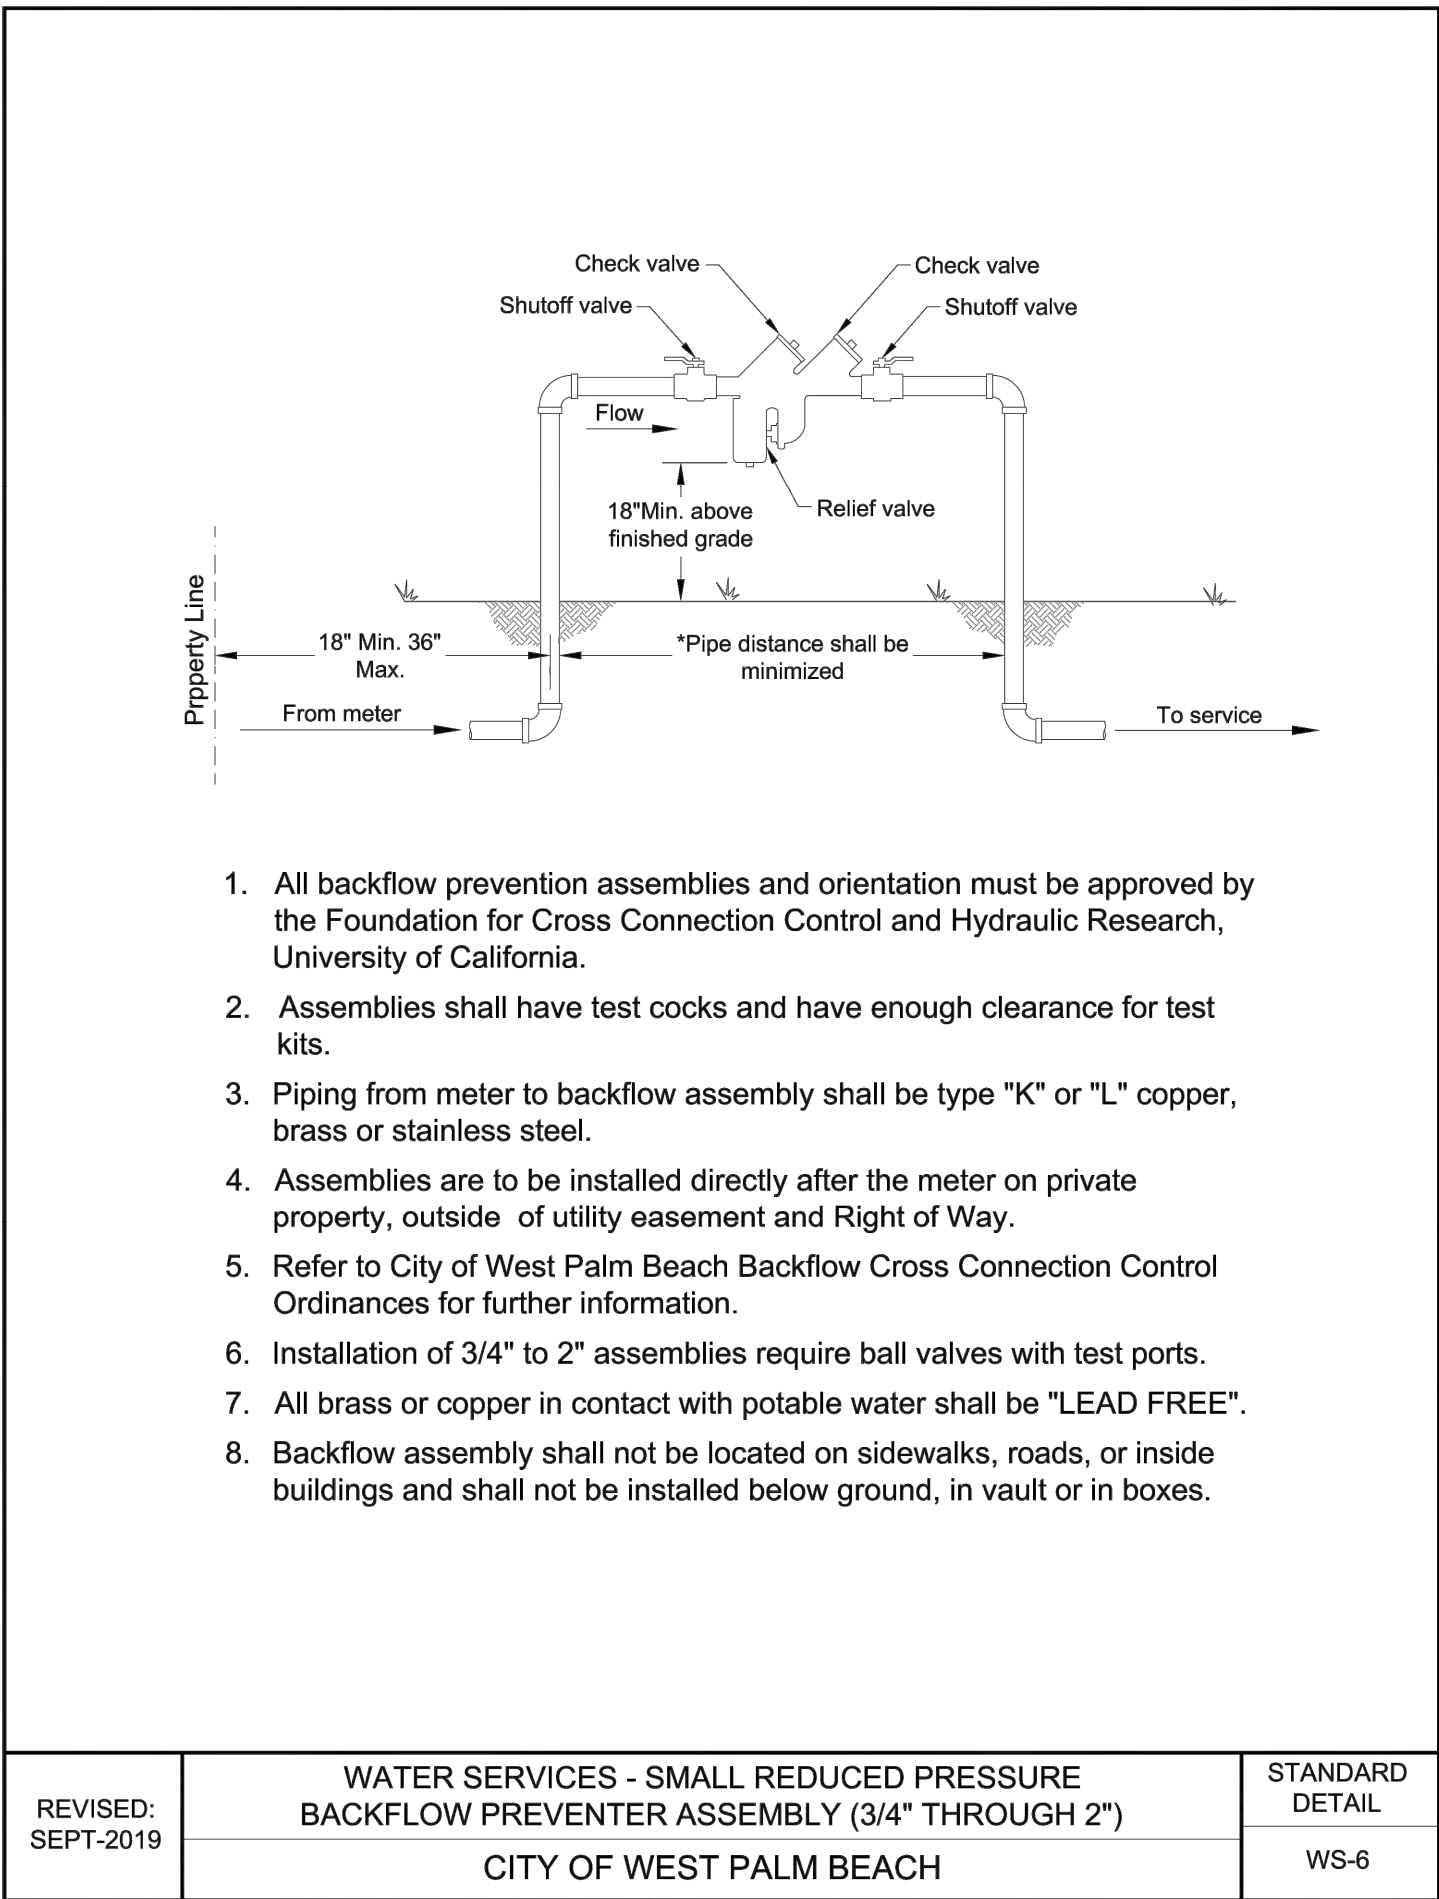 Check valve
Check valve
Shutoff valve
Shutoff valve
Flow
18"Min. above
finished grade
Relief valve
Prpperty Line
18" Min. 36"
Max.
*Pipe distance shall be
minimized
From meter
To service
1. All backflow prevention assemblies and orientation must be approved by
the Foundation for Cross Connection Control and Hydraulic Research,
University of California.
2. Assemblies shall have test cocks and have enough clearance for test
kits.
3. Piping from meter to backflow assembly shall be type "K" or "L" copper,
brass or stainless steel.
4. Assemblies are to be installed directly after the meter on private
property, outside of utility easement and Right of Way.
5. Refer to City of West Palm Beach Backflow Cross Connection Control
Ordinances for further information.
6. Installation of 3/4" to 2" assemblies require ball valves with test ports.
7. All brass or copper in contact with potable water shall be "LEAD FREE".
8. Backflow assembly shall not be located on sidewalks, roads, or inside
buildings and shall not be installed below ground, in vault or in boxes.
REVISED:
SEPT-2019
WATER SERVICES - SMALL REDUCED PRESSURE
BACKFLOW PREVENTER ASSEMBLY (3/4" THROUGH 2")
CITY OF WEST PALM BEACH
STANDARD
DETAIL
WS-6